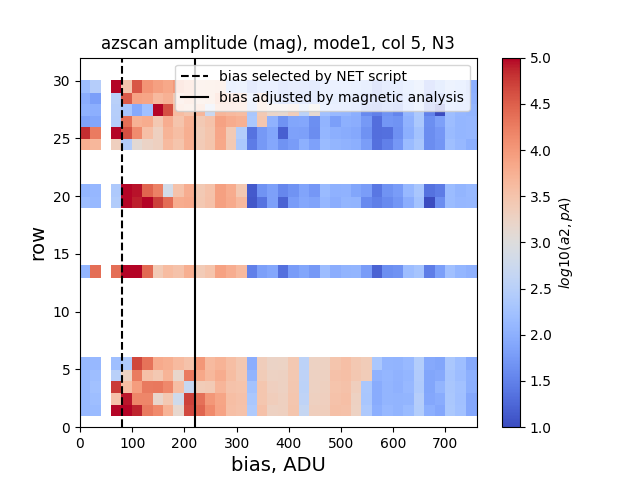 azscan amplitude (mag), mode1, col 5, N3
bias selected by NET script
bias adjusted by magnetic analysis
row
30
25
20
15
10
5
0
0 100 200 300 400 500 600 700
bias, ADU
5.0
4.5
4.0
3.5
3.0
2.5
2.0
1.5
1.0
log10(a2, pA)